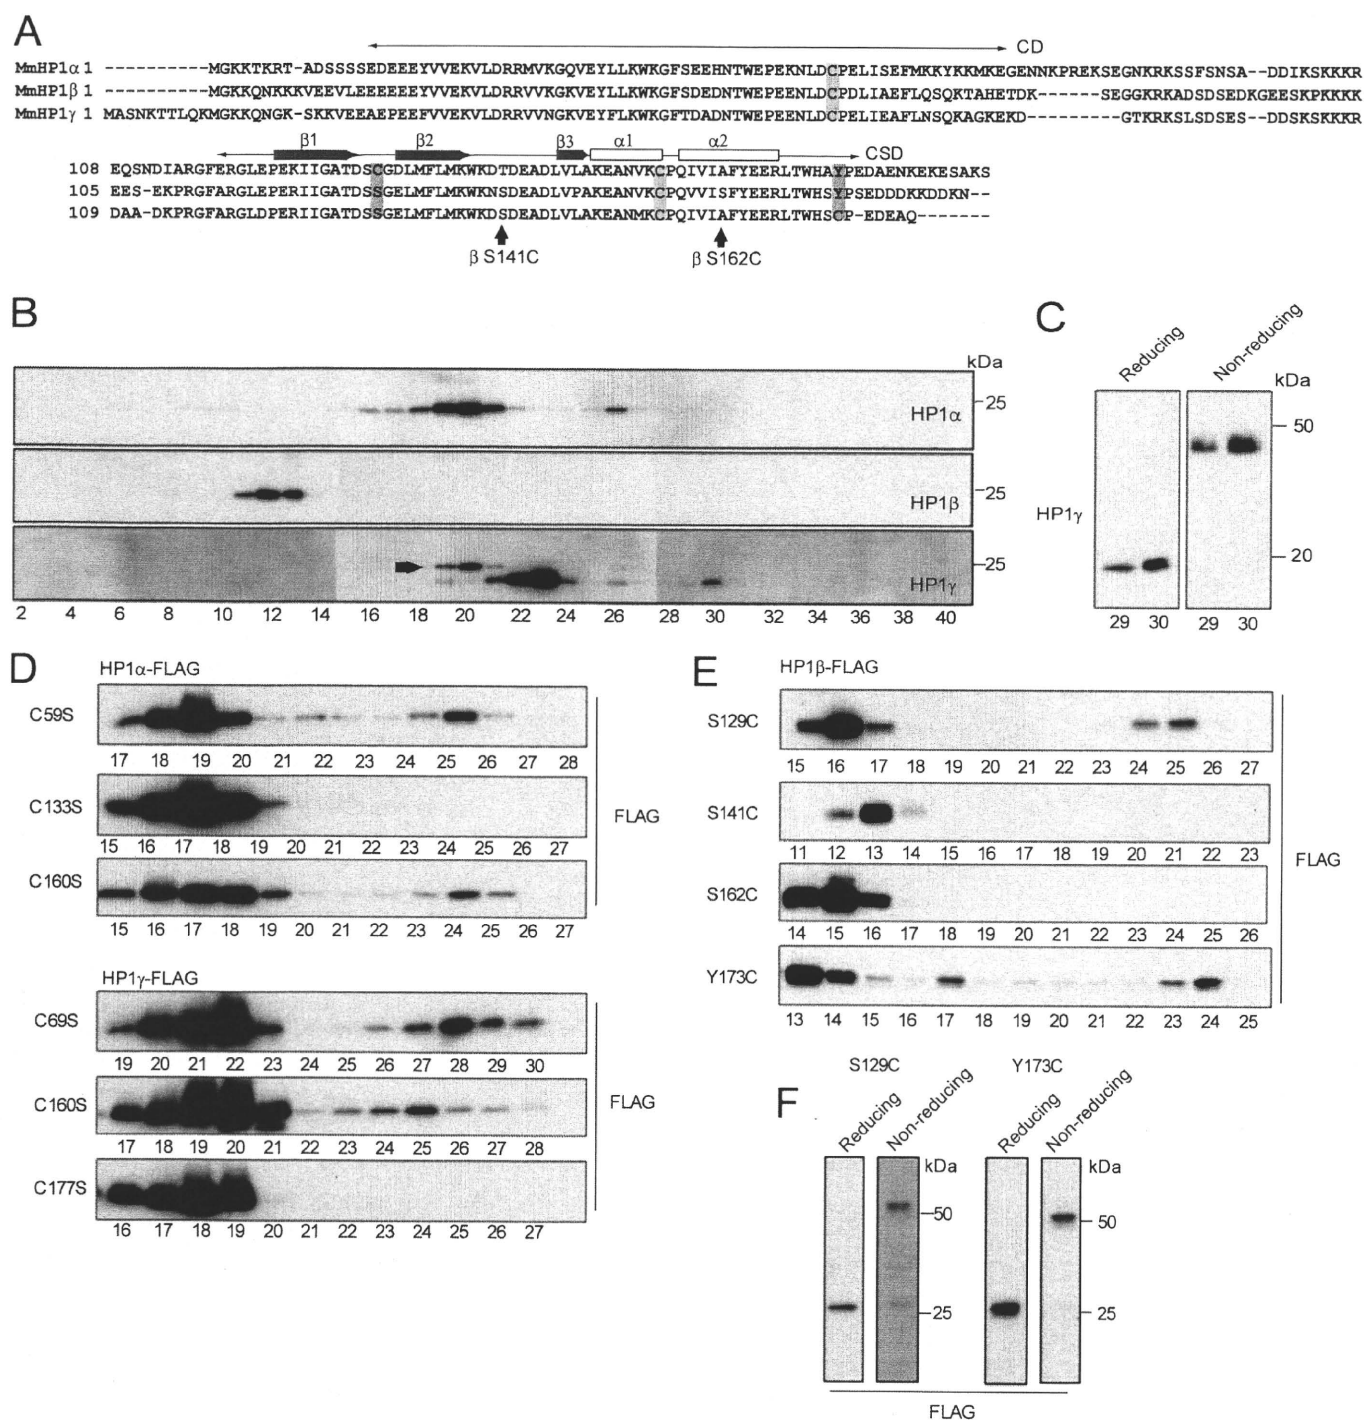 A
CD
MmHP1α 1 -----------MGKKTKRT-ADSSSSEDEEEYVVEKVLDRRMVKGQVEYLLKWKGFSEEHNTWEPEKNLDCPELISEFMKKYKKMKEGENNKPREKSEGNKRKSSFSNSA--DDIKSKKKR
MmHP1β 1 -----------MGKKQNKKKVEEVLEEEEEEYVVEKVLDRRVVKGKVEYLLKWKGFSDEDNTWEPEENLDCPDLIAEFLQSQKTAHETDK------SEGGKRKADSDSEDKGEESKPKKKK
MmHP1γ 1 MASNKTTLQKMGKKQNGK-SKKVEEAEPEEFVVEKVLDRRVVNGKVEYFLKWKGFTDADNTWEPEENLDCPELIEAFLNSQKAGKEKD--------GTKRKSLSDSES--DDSKSKKKR
β1 β2 β3 α1 α2
CSD
108 EQSNDIARGFERGLEPEKIIGATDSCGDLMFLMKWKDTDEADLVLAKEANVKCPQIVIAFYEERLTWHAYPEDAENKEKESAKS
105 EES-EKPRGFARGLEPERIIGATDSSGELMFLMKWKNSDEADLVPAKEANVKCPQVVISFYEERLTWHSYPSEDDDKKDDKN--
109 DAA-DKPRGFARGLDPERIIGATDSSGELMFLMKWKDSDEADLVLAKEANMKCPQIVIAFYEERLTWHSCP-EDEAQ-------
β S141C β S162C
B
kDa
25
HP1α
HP1β
25
25
HP1γ
2 4 6 8 10 12 14 16 18 20 22 24 26 28 30 32 34 36 38 40
C
Reducing Non-reducing
kDa
50
HP1γ
20
29 30 29 30
D
HP1α-FLAG
C59S
17 18 19 20 21 22 23 24 25 26 27 28
C133S
15 16 17 18 19 20 21 22 23 24 25 26 27
C160S
15 16 17 18 19 20 21 22 23 24 25 26 27
FLAG
HP1γ-FLAG
C69S
19 20 21 22 23 24 25 26 27 28 29 30
C160S
17 18 19 20 21 22 23 24 25 26 27 28
C177S
16 17 18 19 20 21 22 23 24 25 26 27
FLAG
E
HP1β-FLAG
S129C
15 16 17 18 19 20 21 22 23 24 25 26 27
S141C
11 12 13 14 15 16 17 18 19 20 21 22 23
S162C
14 15 16 17 18 19 20 21 22 23 24 25 26
Y173C
13 14 15 16 17 18 19 20 21 22 23 24 25
FLAG
F
S129C Y173C
Reducing Non-reducing Reducing Non-reducing
kDa kDa
50 50
25 25
FLAG